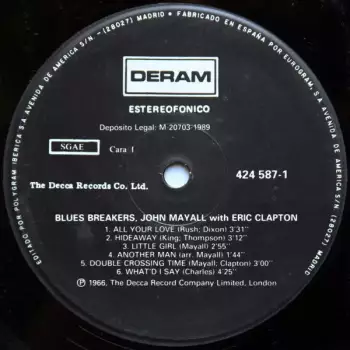 EDITADO POR POLYGRAM IBERICA S/A AVENIDA DE AMERICA S/N.-(28027) MADRID • FABRICADO EN ESPAÑA POR EUROGRAM, S/A AVENIDA DE AMERICA S/N.-(28027) MADRID
DERAM
ESTEREOFONICO
Depósito Legal: M-20703-1989
SGAE Cara 1
The Decca Records Co. Ltd. 424 587-1
BLUES BREAKERS, JOHN MAYALL with ERIC CLAPTON
1. ALL YOUR LOVE (Rush; Dixon) 3'31"
2. HIDEAWAY (King; Thompson) 3'12"
3. LITTLE GIRL (Mayall) 2'55"
4. ANOTHER MAN (arr. Mayall) 1'44"
5. DOUBLE CROSSING TIME (Mayall; Clapton) 3'00"
6. WHAT'D I SAY (Charles) 4'25"
Ⓟ 1966, The Decca Record Company Limited, London